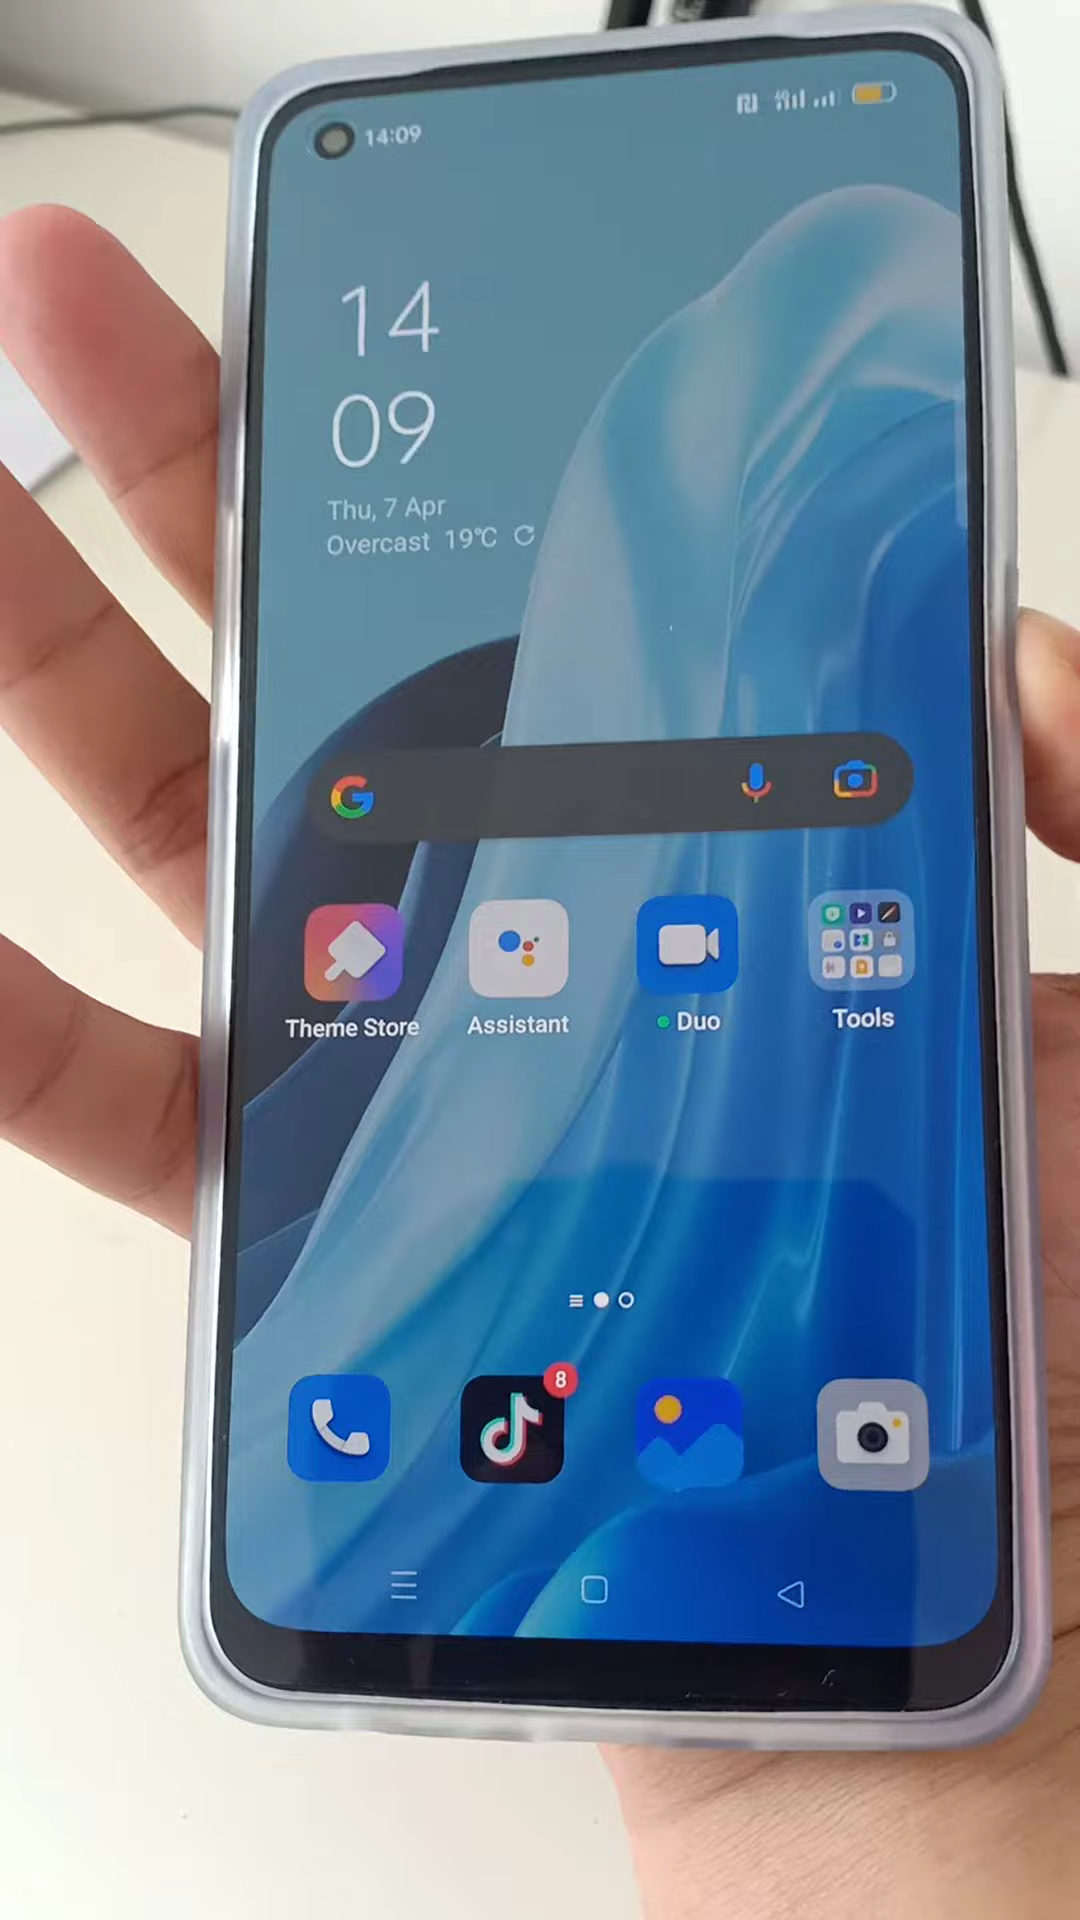 14:09
14
09
Thu, 7 Apr
Overcast 19°C
G
Theme Store
Assistant
Duo
Tools
8